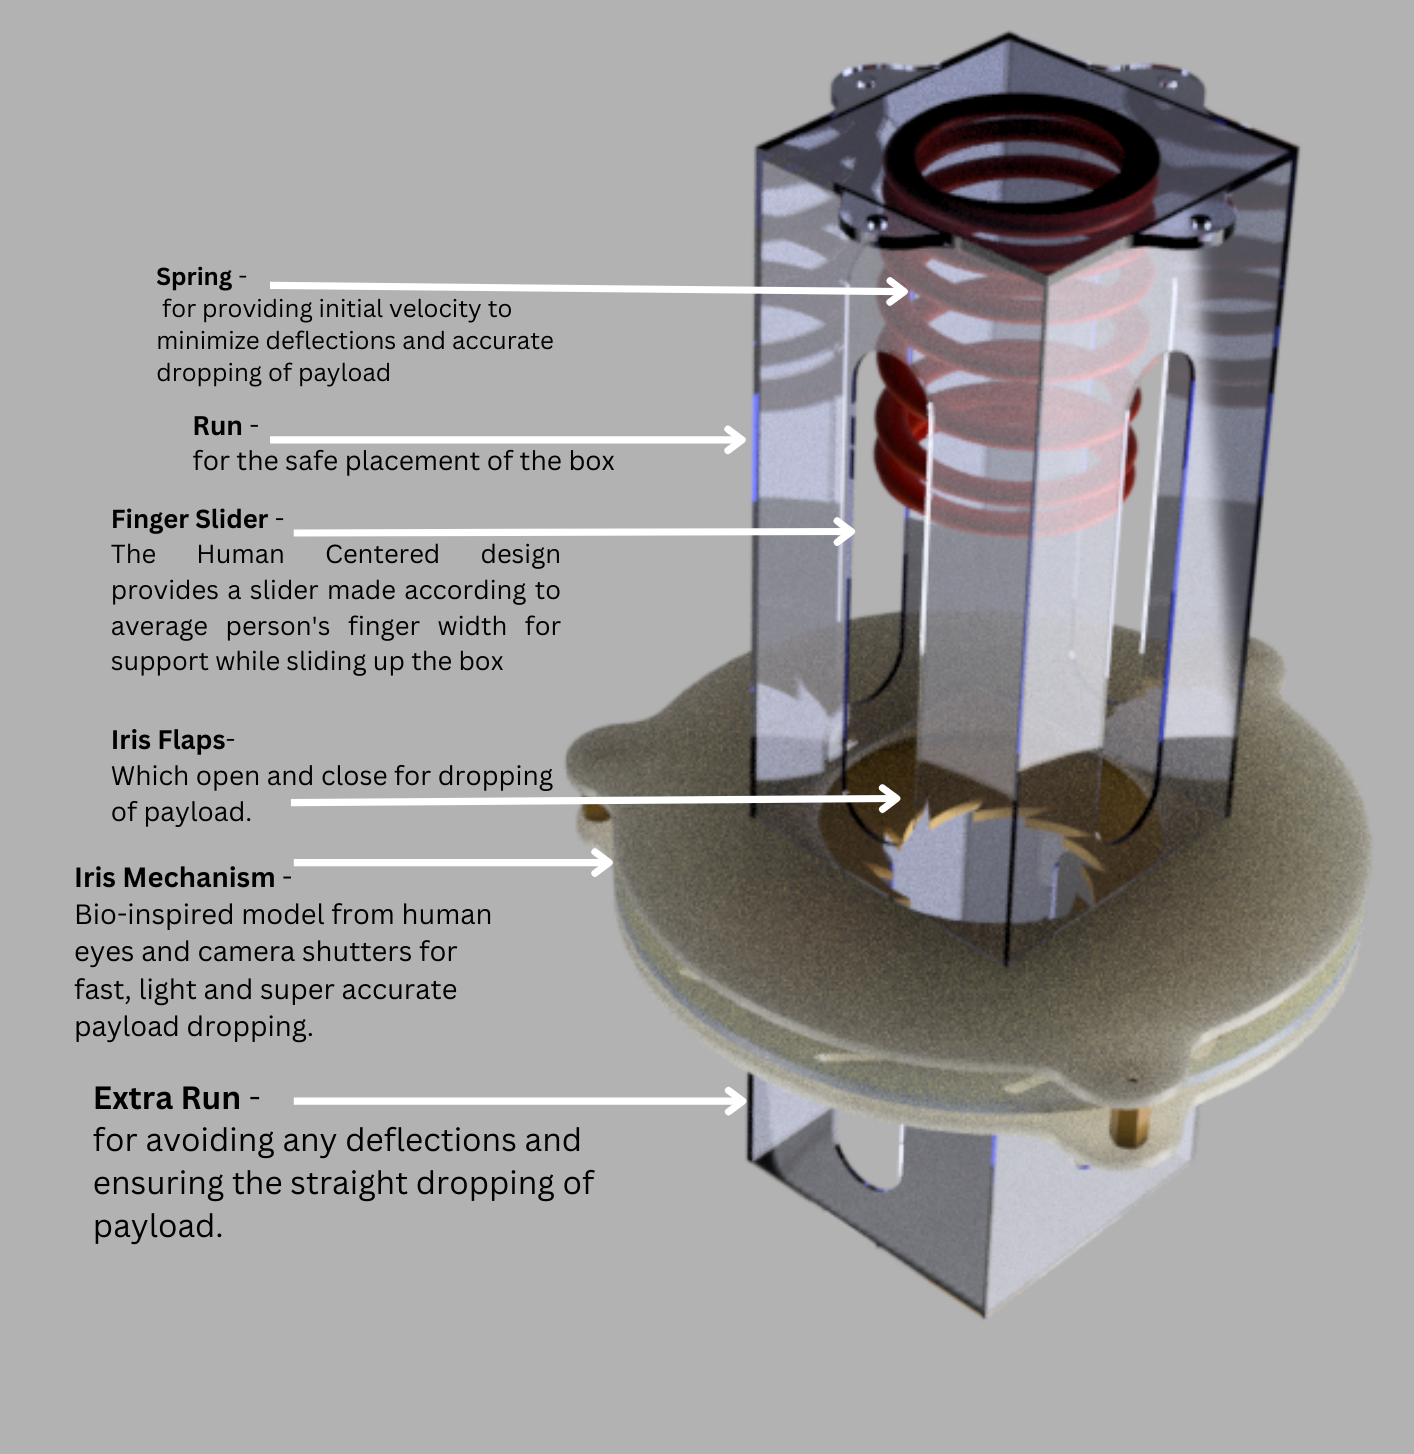 Spring -
for providing initial velocity to
minimize deflections and accurate
dropping of payload
Run -
for the safe placement of the box
Finger Slider -
The Human Centered design
provides a slider made according to
average person's finger width for
support while sliding up the box
Iris Flaps-
Which open and close for dropping
of payload.
Iris Mechanism -
Bio-inspired model from human
eyes and camera shutters for
fast, light and super accurate
payload dropping.
Extra Run -
for avoiding any deflections and
ensuring the straight dropping of
payload.